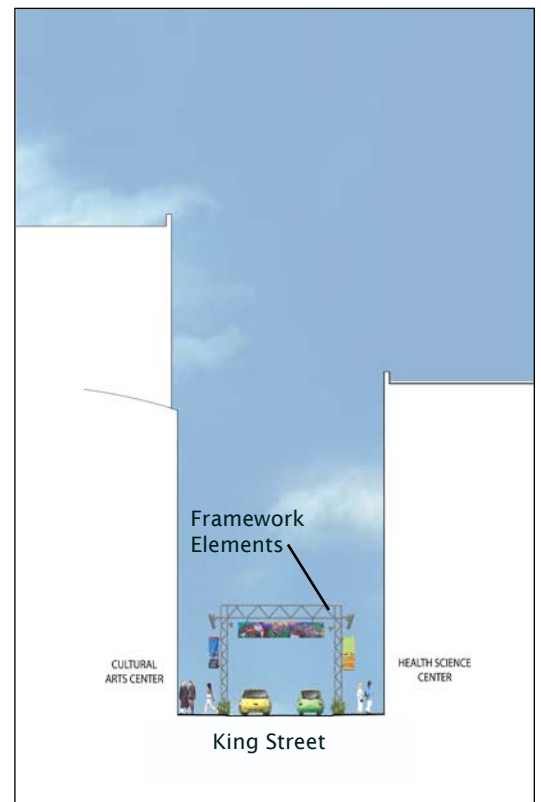 Framework
Elements
CULTURAL
ARTS CENTER
HEALTH SCIENCE
CENTER
King Street